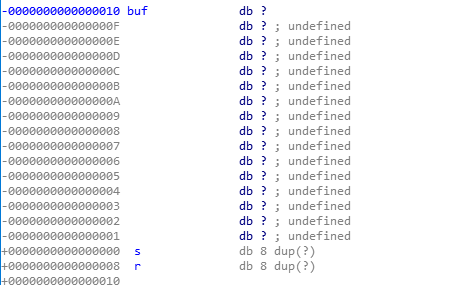 -0000000000000010 buf db ?
-000000000000000F db ? ; undefined
-000000000000000E db ? ; undefined
-000000000000000D db ? ; undefined
-000000000000000C db ? ; undefined
-000000000000000B db ? ; undefined
-000000000000000A db ? ; undefined
-0000000000000009 db ? ; undefined
-0000000000000008 db ? ; undefined
-0000000000000007 db ? ; undefined
-0000000000000006 db ? ; undefined
-0000000000000005 db ? ; undefined
-0000000000000004 db ? ; undefined
-0000000000000003 db ? ; undefined
-0000000000000002 db ? ; undefined
-0000000000000001 db ? ; undefined
+0000000000000000 s db 8 dup(?)
+0000000000000008 r db 8 dup(?)
+0000000000000010